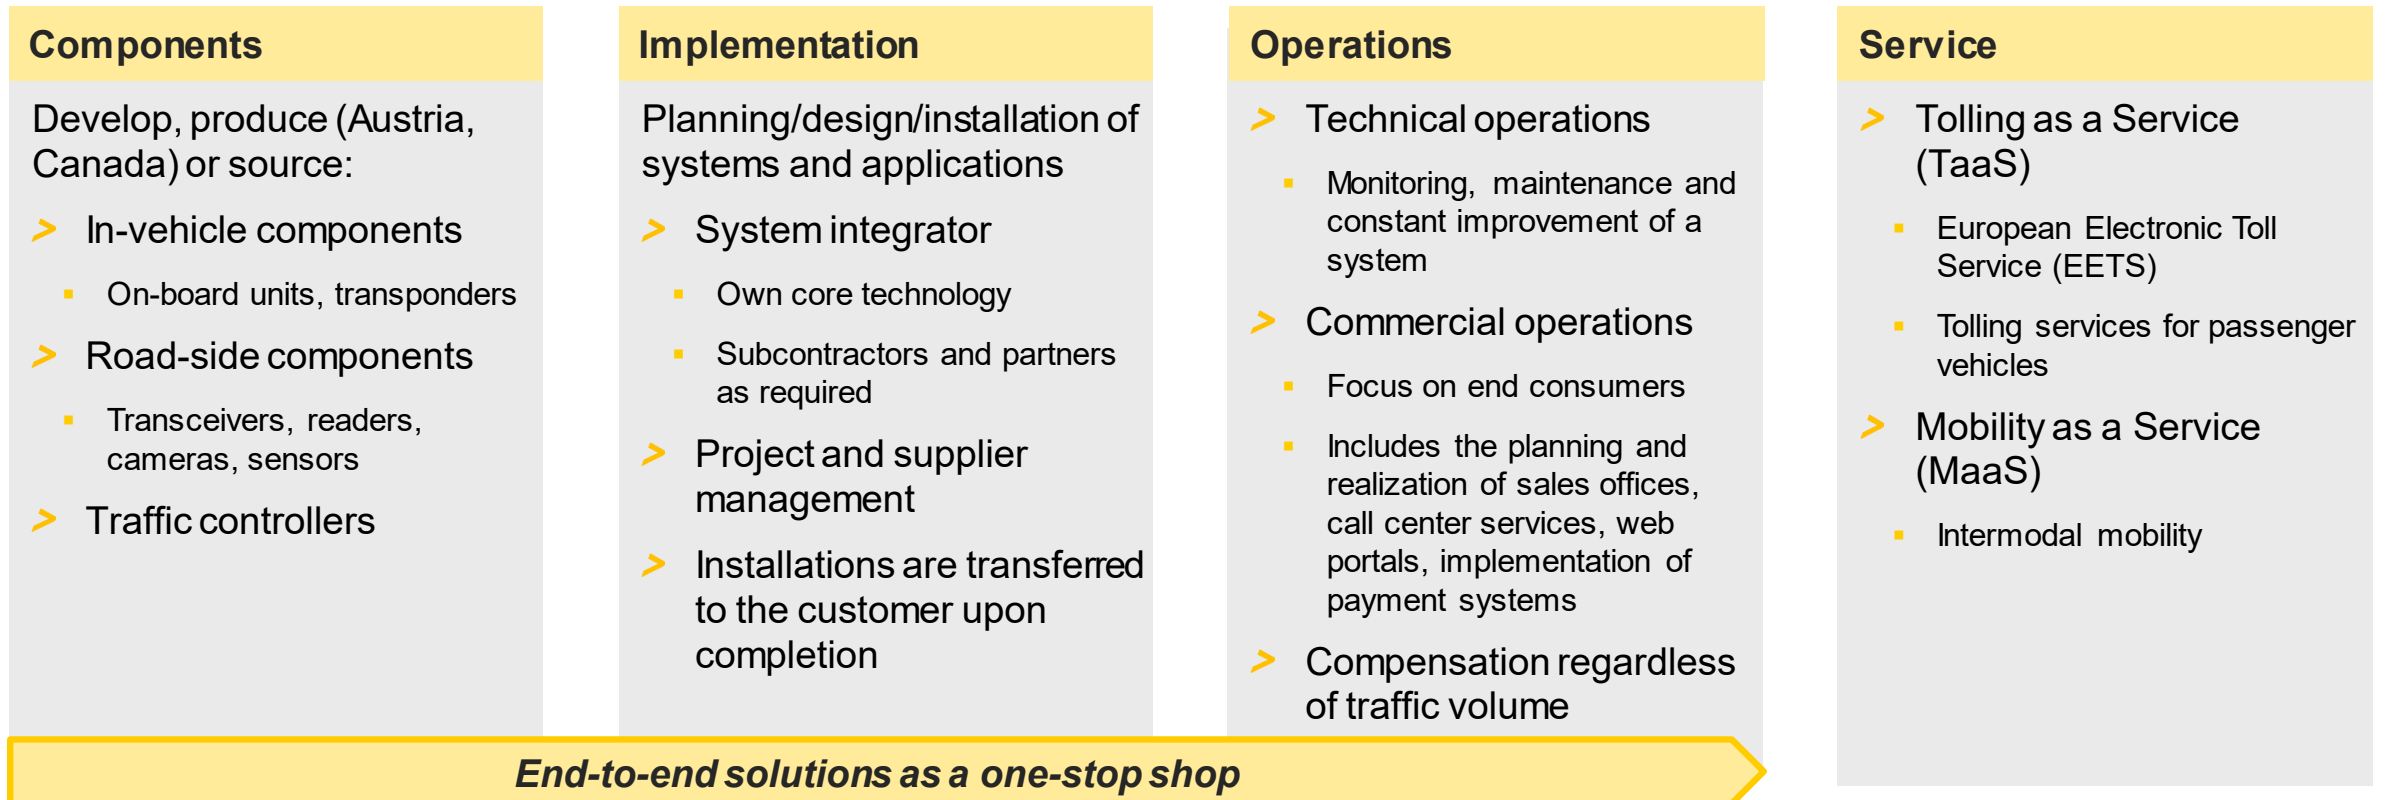 Components
Develop, produce (Austria,
Canada) or source:
> In-vehicle components
▪ On-board units, transponders
> Road-side components
▪ Transceivers, readers,
cameras, sensors
> Traffic controllers
Implementation
Planning/design/installation of
systems and applications
> System integrator
▪ Own core technology
▪ Subcontractors and partners
as required
> Project and supplier
management
> Installations are transferred
to the customer upon
completion
Operations
> Technical operations
▪ Monitoring, maintenance and
constant improvement of a
system
> Commercial operations
▪ Focus on end consumers
▪ Includes the planning and
realization of sales offices,
call center services, web
portals, implementation of
payment systems
> Compensation regardless
of traffic volume
Service
> Tolling as a Service
(TaaS)
▪ European Electronic Toll
Service (EETS)
▪ Tolling services for passenger
vehicles
> Mobility as a Service
(MaaS)
▪ Intermodal mobility
End-to-end solutions as a one-stop shop